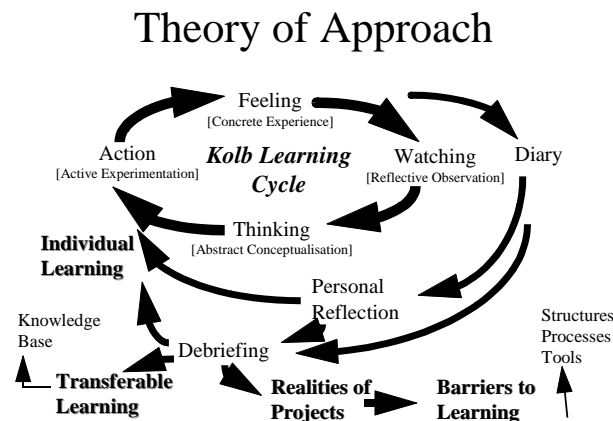 Theory of Approach
Feeling
[Concrete Experience]
Action
[Active Experimentation]
Kolb Learning
Cycle
Watching
[Reflective Observation]
Diary
Thinking
[Abstract Conceptualisation]
Individual
Learning
Personal
Reflection
Knowledge
Base
Debriefing
Structures
Processes
Tools
Transferable
Learning
Realities of
Projects
Barriers to
Learning